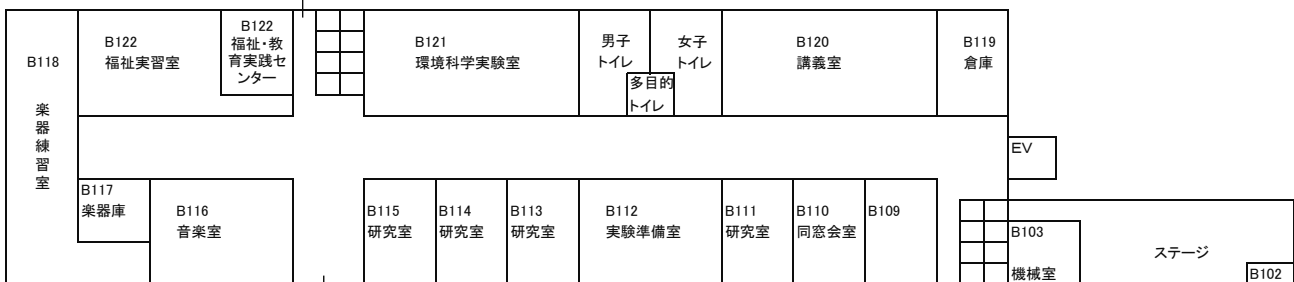 B118
楽器練習室
B122
福祉実習室
B122
福祉・教
育実践セ
ンター
B121
環境科学実験室
男子
トイレ
女子
トイレ
多目的
トイレ
B120
講義室
B119
倉庫
EV
B117
楽器庫
B116
音楽室
B115
研究室
B114
研究室
B113
研究室
B112
実験準備室
B111
研究室
B110
同窓会室
B109
B103
機械室
ステージ
B102